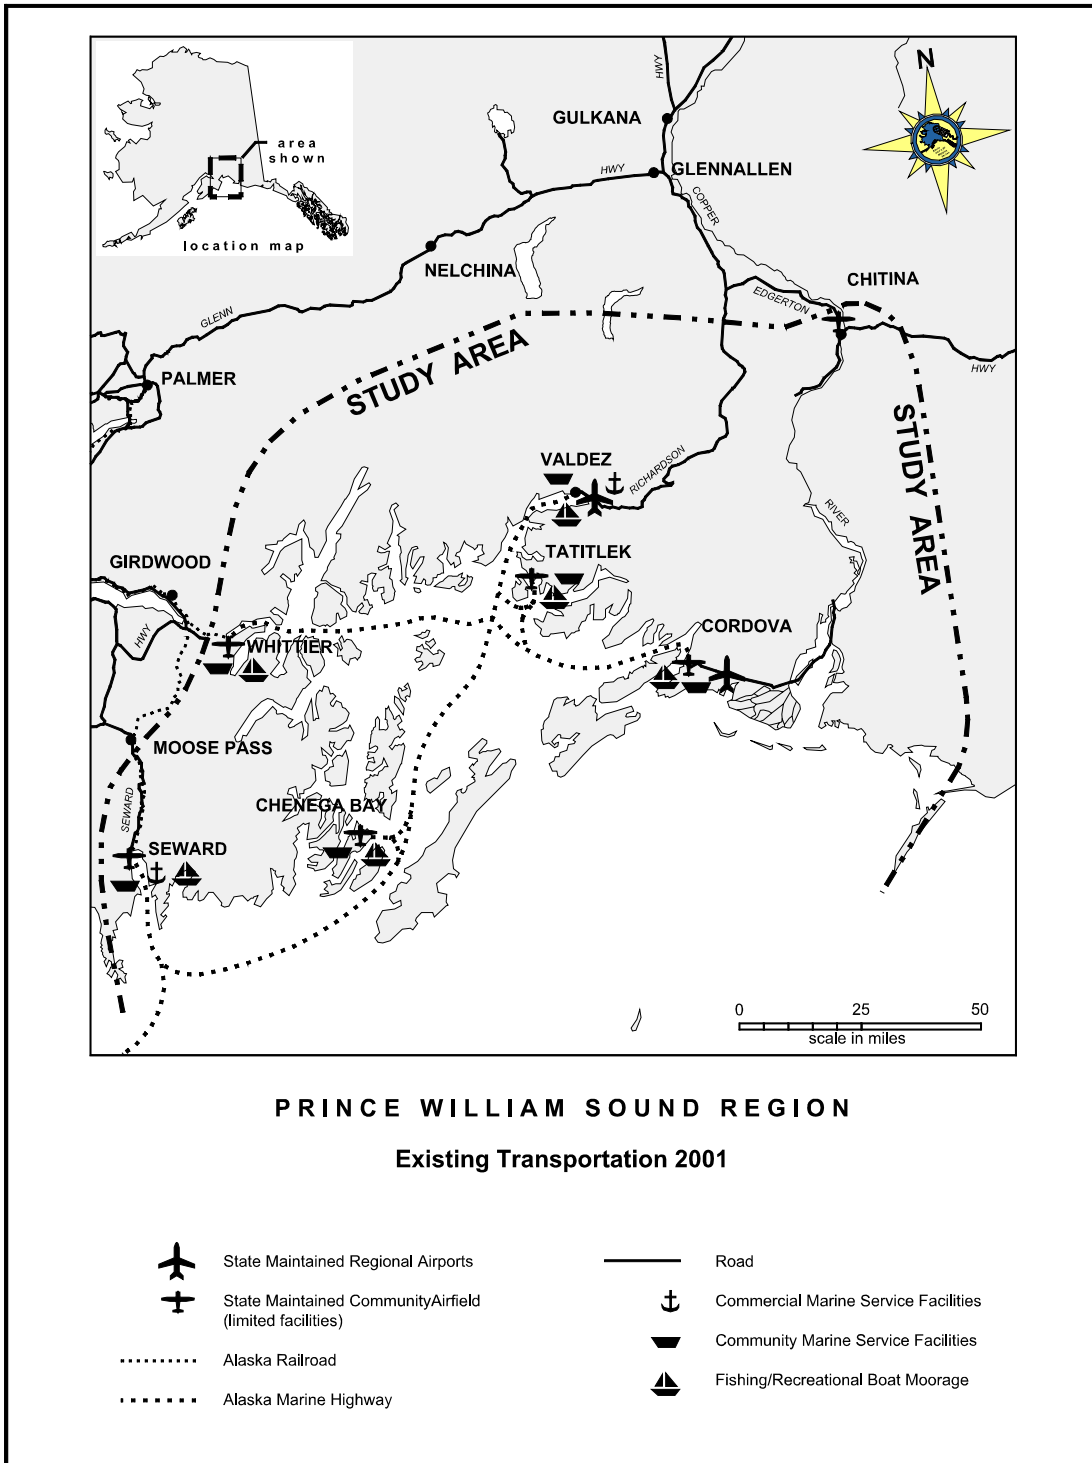 area
shown
location map
HWY
GULKANA
N
HWY
GLENNALLEN
COPPER
NELCHINA
CHITINA
GLENN
EDGERTON
STUDY AREA
HWY
PALMER
STUDY AREA
VALDEZ
RICHARDSON
RIVER
TATITLEK
GIRDWOOD
CORDOVA
HWY
WHITTIER
MOOSE PASS
SEWARD
CHENEGA BAY
SEWARD
0 25 50
scale in miles
PRINCE WILLIAM SOUND REGION
Existing Transportation 2001
State Maintained Regional Airports
Road
State Maintained CommunityAirfield
(limited facilities)
Commercial Marine Service Facilities
Community Marine Service Facilities
Alaska Railroad
Fishing/Recreational Boat Moorage
Alaska Marine Highway